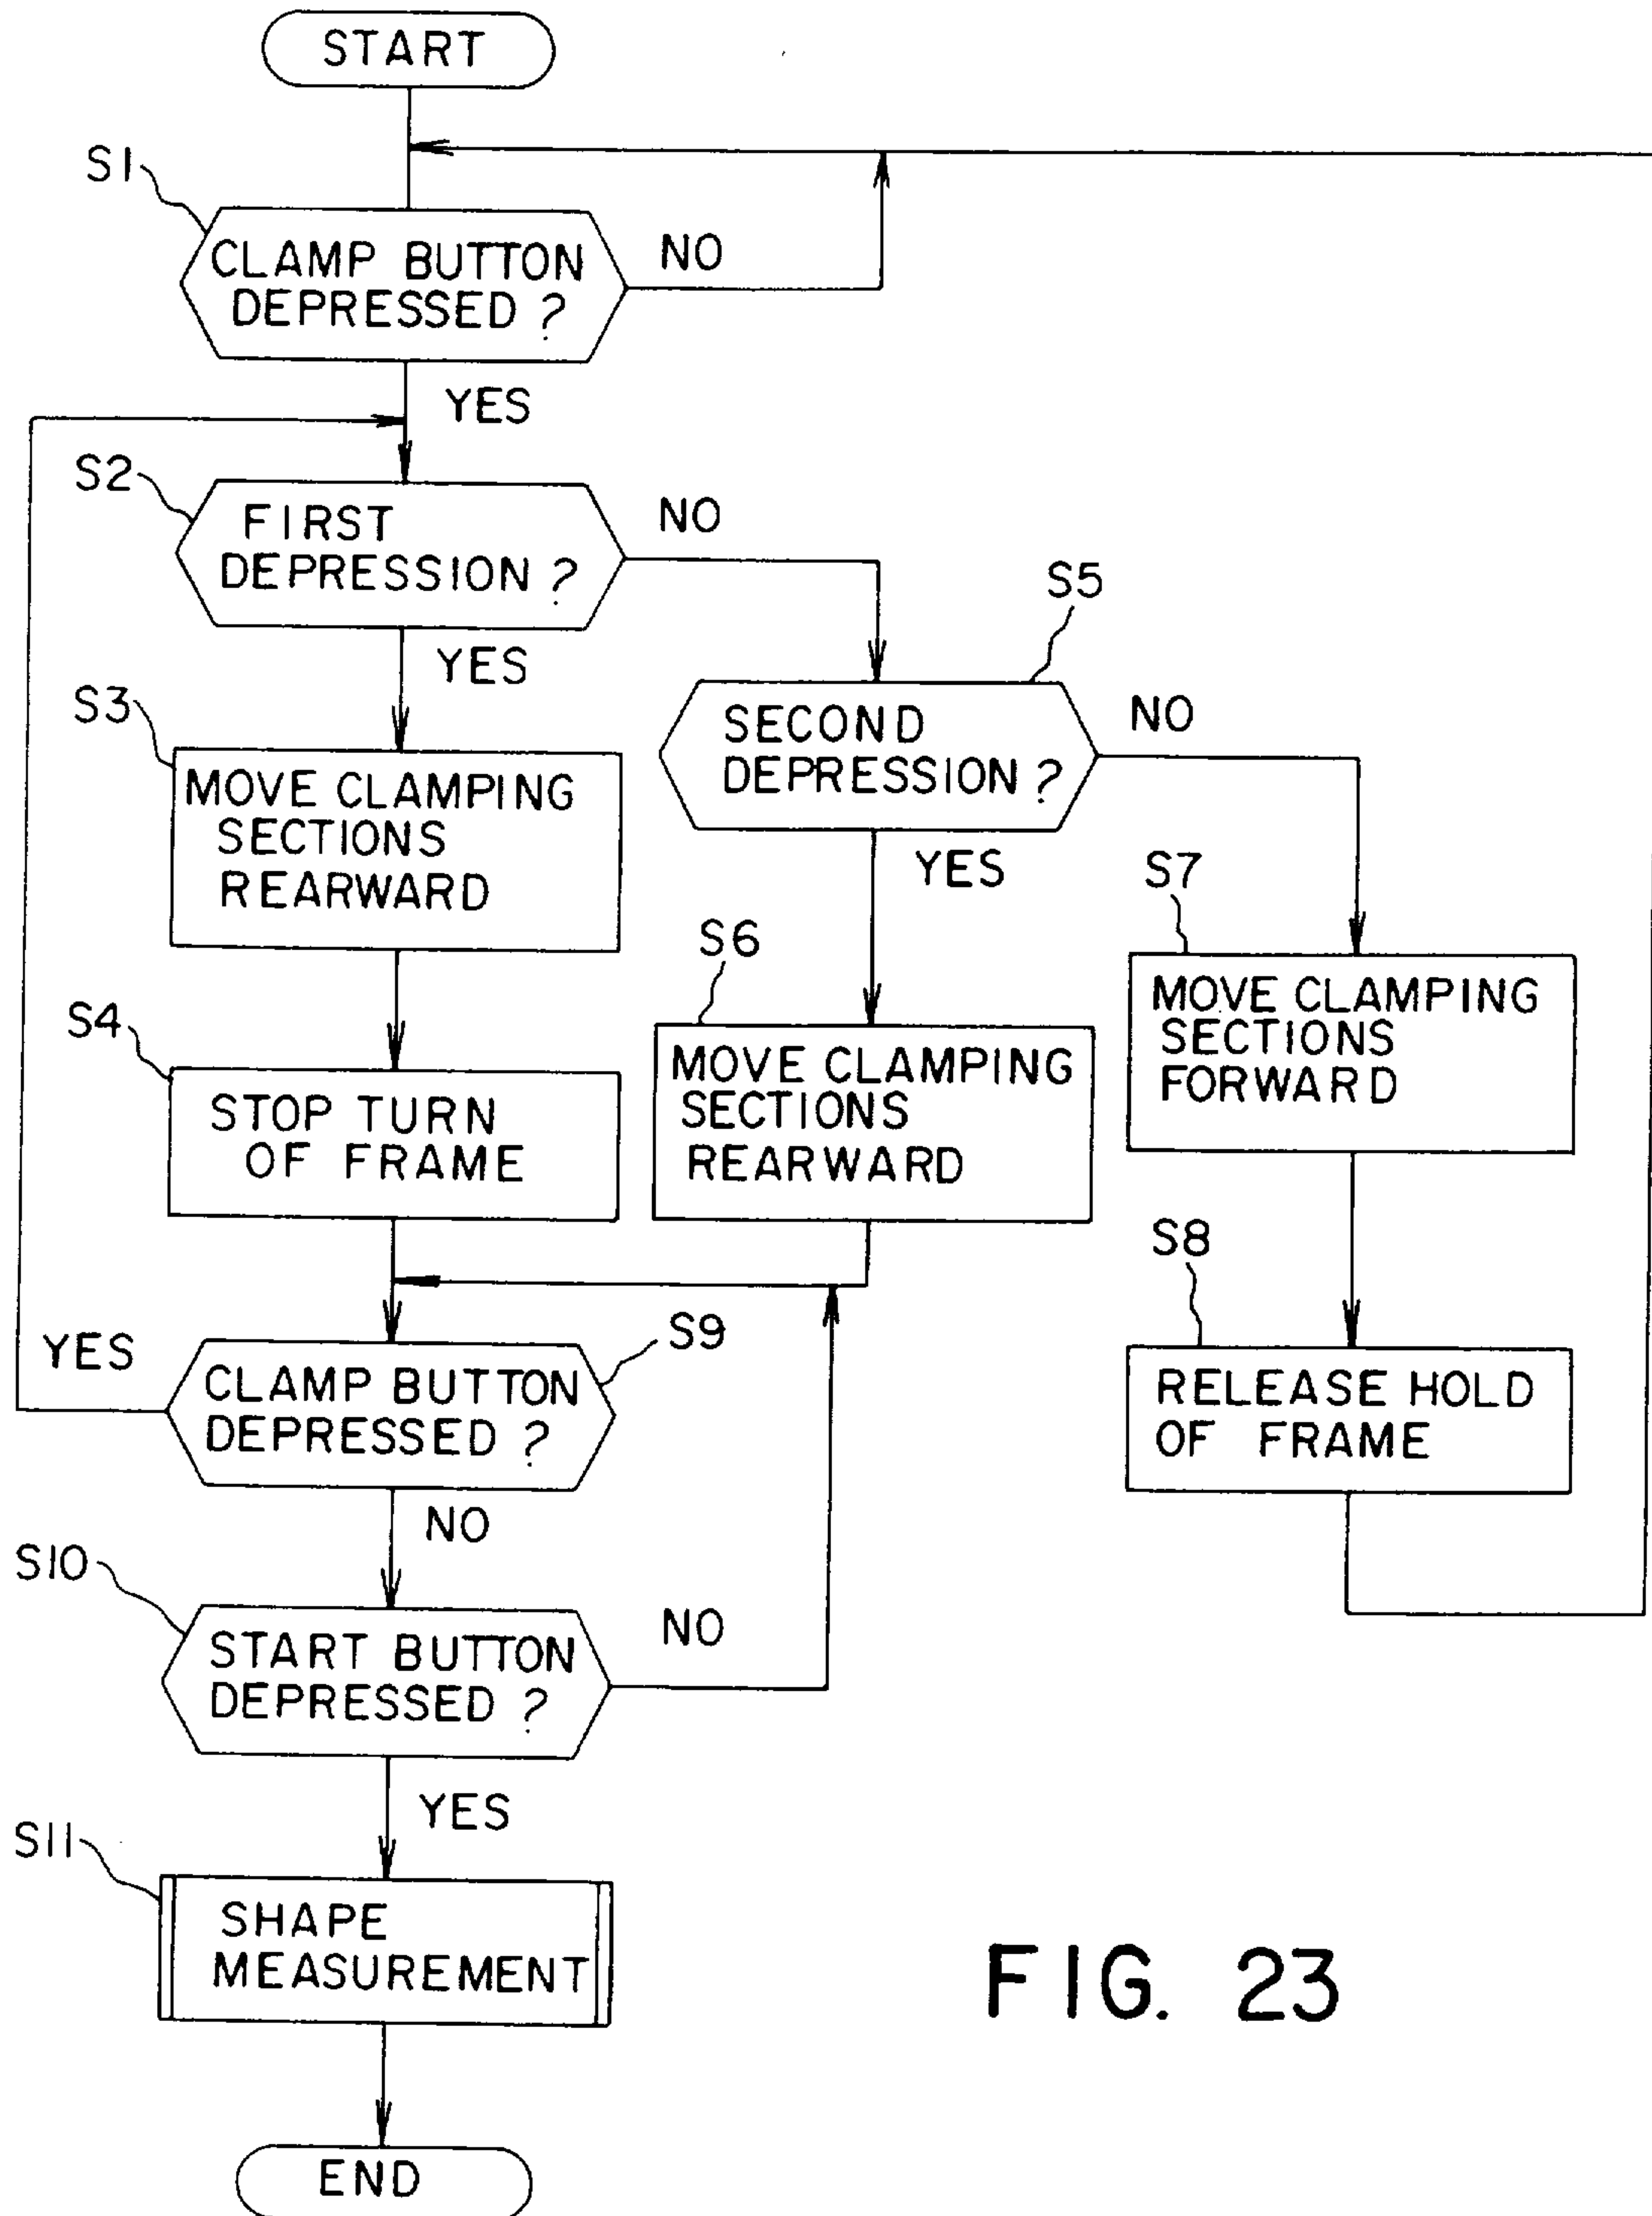 START
S1
CLAMP BUTTON
DEPRESSED ?
NO
YES
S2
FIRST
DEPRESSION ?
NO
YES
S3
MOVE CLAMPING
SECTIONS
REARWARD
S4
STOP TURN
OF FRAME
S5
SECOND
DEPRESSION ?
NO
YES
S6
MOVE CLAMPING
SECTIONS
REARWARD
S7
MOVE CLAMPING
SECTIONS
FORWARD
S8
RELEASE HOLD
OF FRAME
S9
CLAMP BUTTON
DEPRESSED ?
YES
NO
S10
START BUTTON
DEPRESSED ?
NO
YES
S11
SHAPE
MEASUREMENT
END
FIG. 23